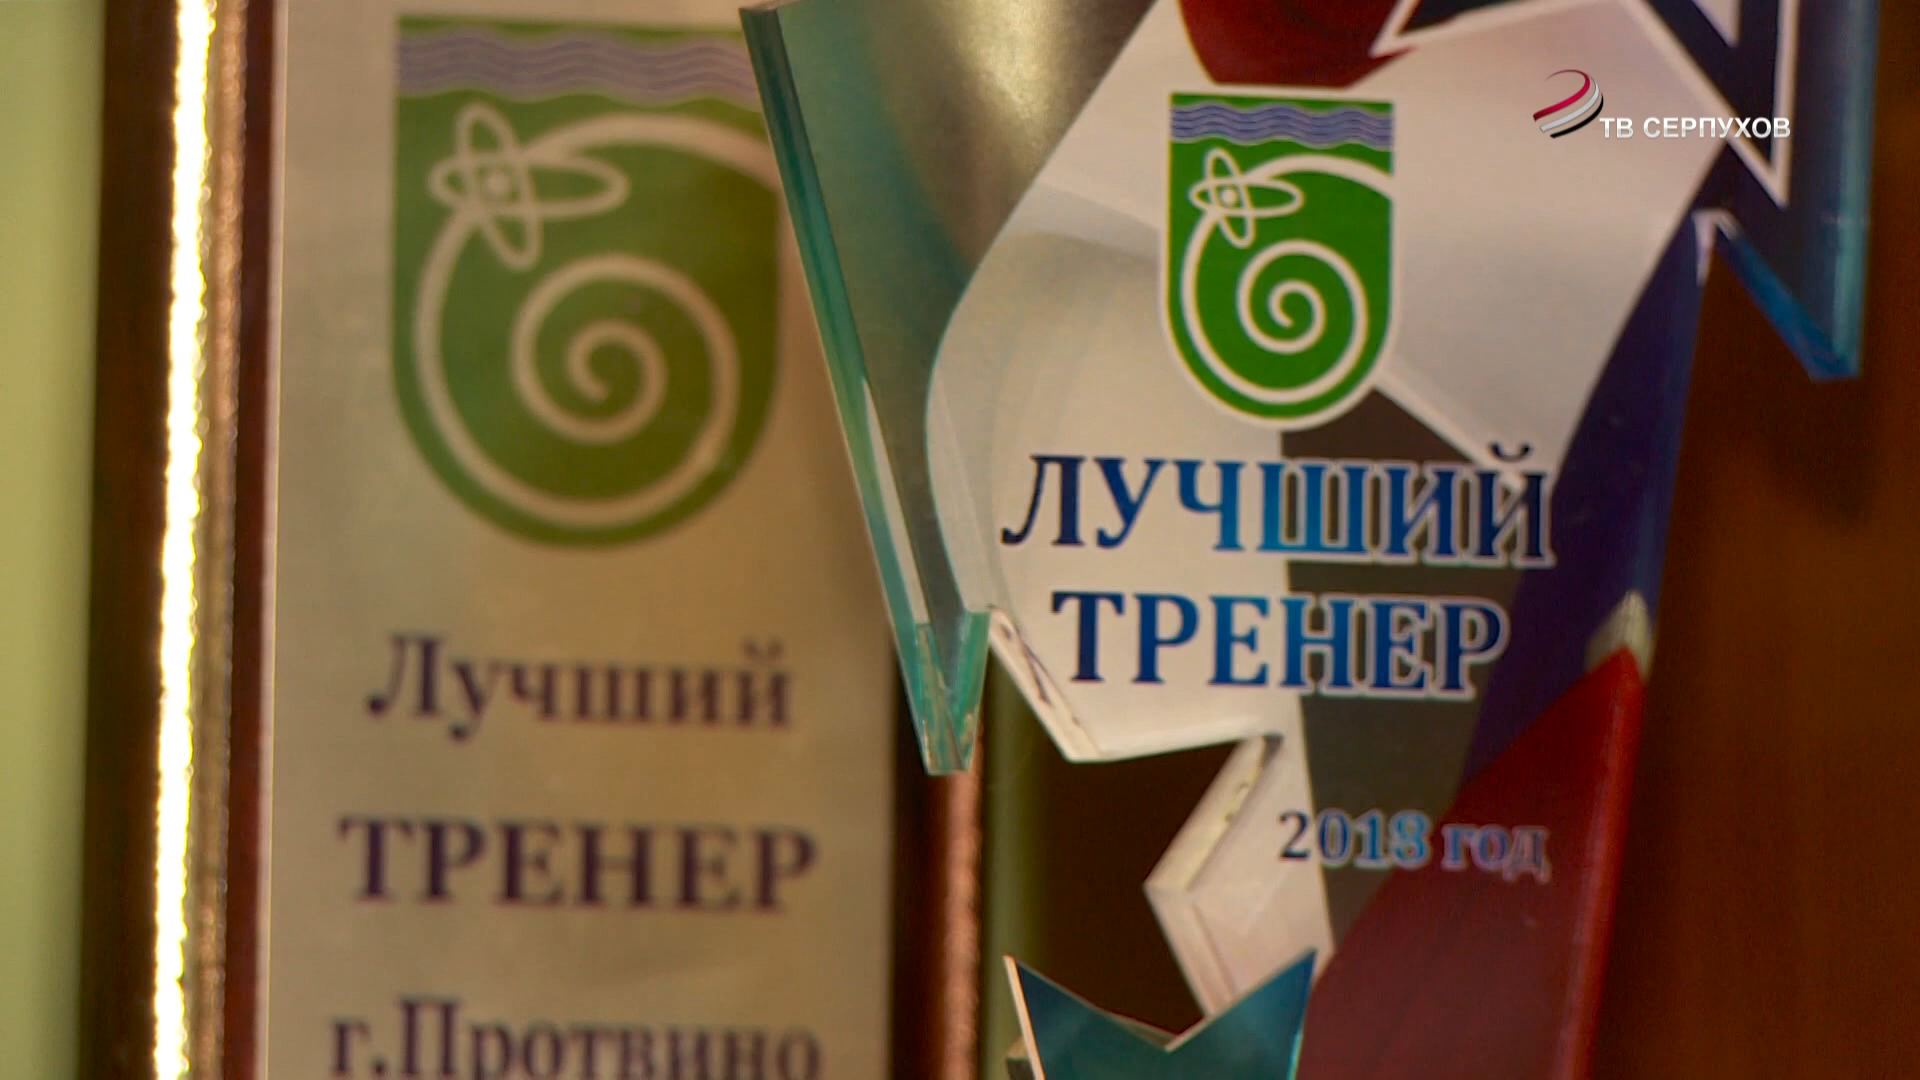 ТВ СЕРПУХОВ
ЛУЧШИЙ
ТРЕНЕР
2018 год
Лучший
ТРЕНЕР
г.Протвино